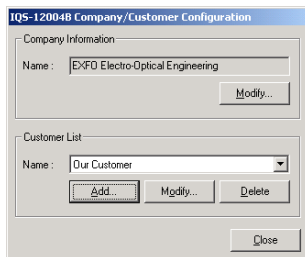 IQS-12004B Company/Customer Configuration
Company Information
Name : EXFO Electro-Optical Engineering
Modify...
Customer List
Name : Our Customer
Add... Modify... Delete
Close